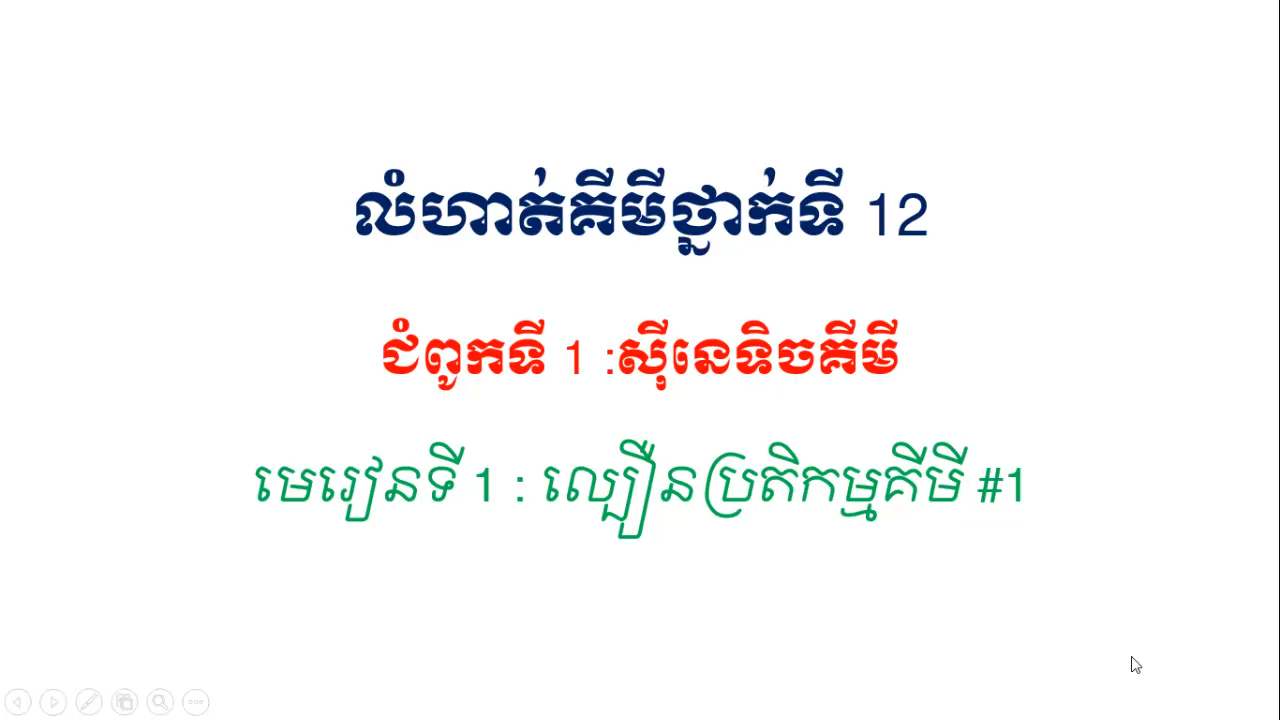 លំហាត់គីមីថ្នាក់ទី 12
ជំពូកទី 1 :ស៊ីនេទិចគីមី
មេរៀនទី 1 : ល្បឿនប្រតិកម្មគីមី #1